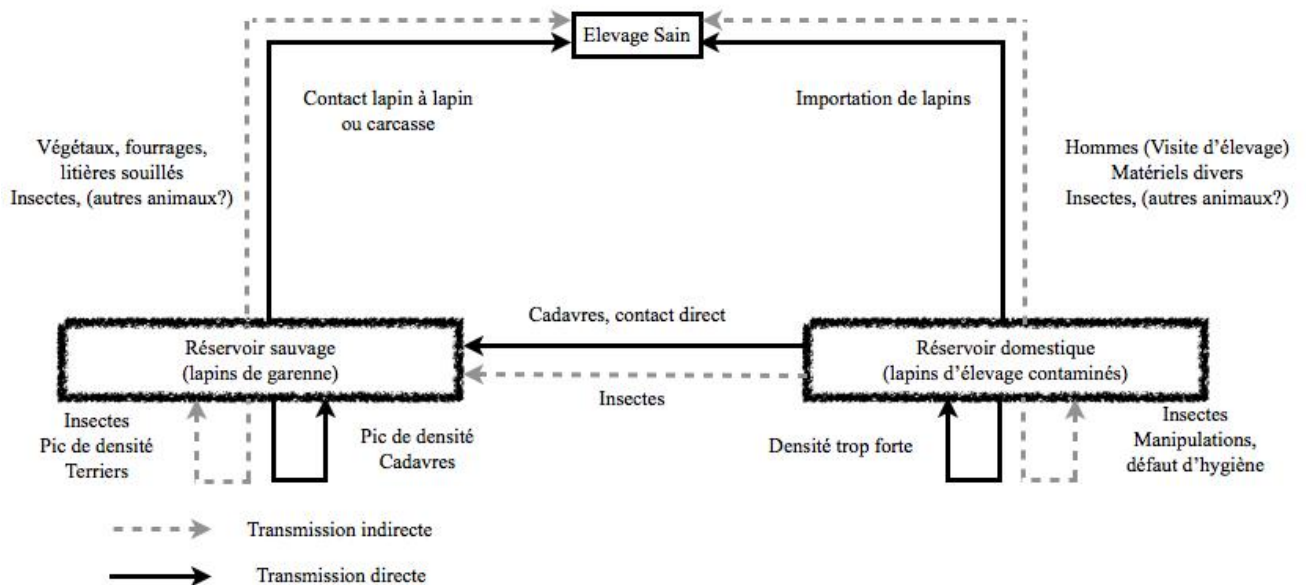 Elevage Sain
Contact lapin à lapin
ou carcasse
Importation de lapins
Végétaux, fourrages,
litières souillés
Insectes, (autres animaux?)
Hommes (Visite d'élevage)
Matériels divers
Insectes, (autres animaux?)
Cadavres, contact direct
Réservoir sauvage
(lapins de garenne)
Réservoir domestique
(lapins d'élevage contaminés)
Insectes
Insectes
Pic de densité
Terriers
Pic de densité
Cadavres
Densité trop forte
Insectes
Manipulations,
défaut d'hygiène
Transmission indirecte
Transmission directe